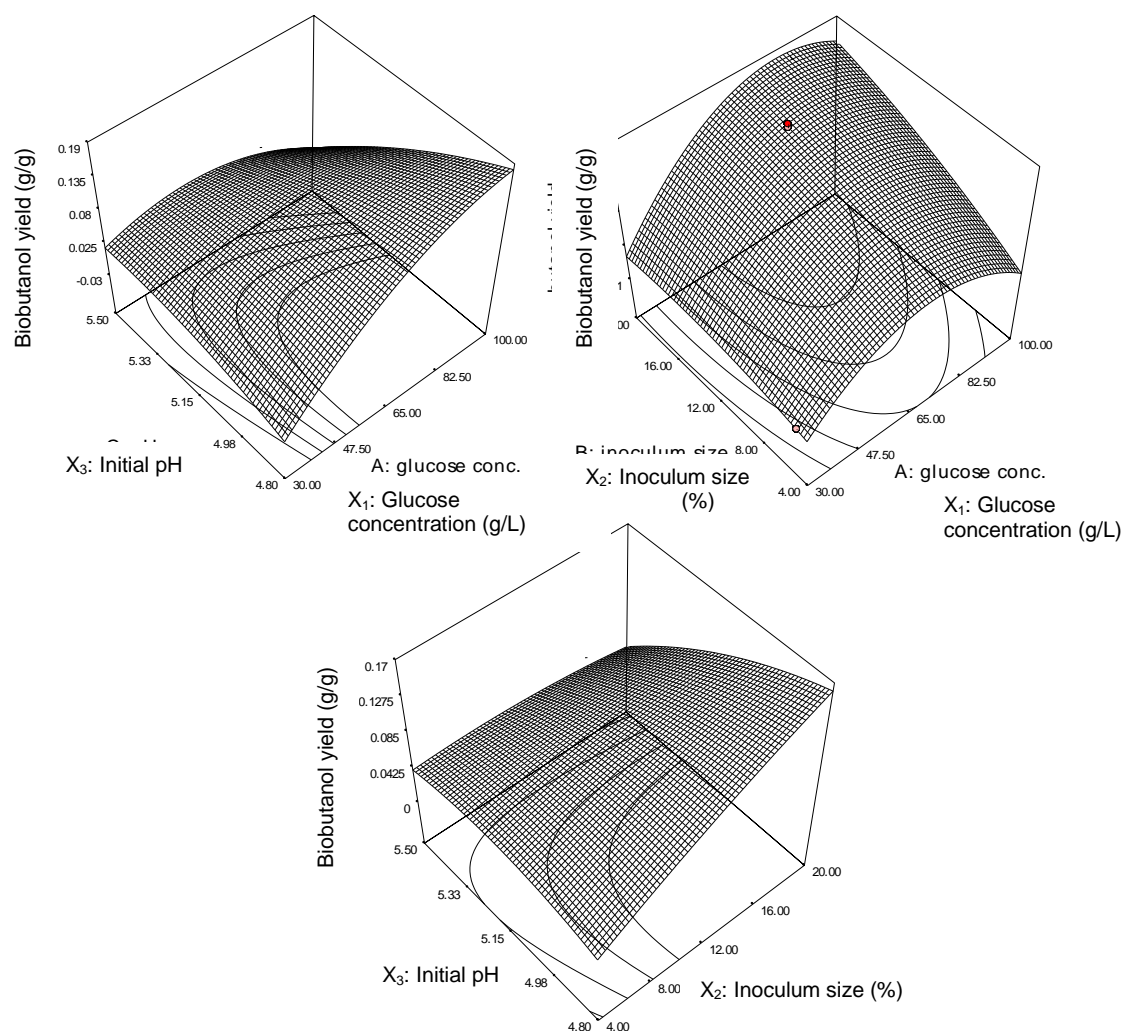 Biobutanol yield (g/g)
0.19
0.135
0.08
0.025
-0.03
5.50
5.33
5.15
4.98
4.80
X₃: Initial pH
30.00
47.50
65.00
82.50
100.00
A: glucose conc.
X₁: Glucose
concentration (g/L)
Biobutanol yield (g/g)
16.00
12.00
8.00
4.00
B: inoculum size
X₂: Inoculum size
(%)
30.00
47.50
65.00
82.50
100.00
A: glucose conc.
X₁: Glucose
concentration (g/L)
Biobutanol yield (g/g)
0.17
0.1275
0.085
0.0425
0
5.50
5.33
5.15
4.98
4.80
X₃: Initial pH
4.00
8.00
12.00
16.00
20.00
X₂: Inoculum size (%)